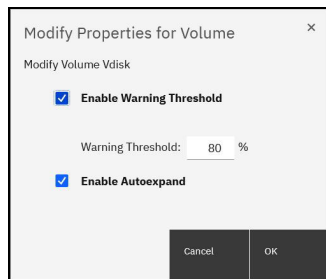 Modify Properties for Volume
Modify Volume Vdisk
Enable Warning Threshold
Warning Threshold: 80 %
Enable Autoexpand
Cancel OK